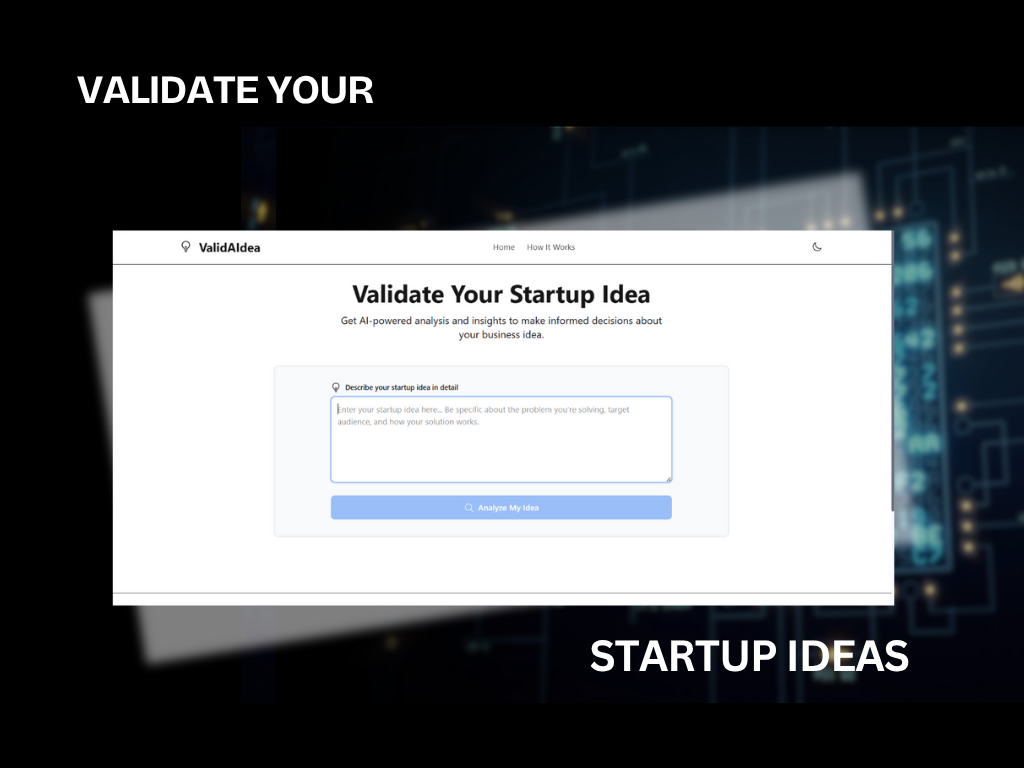 VALIDATE YOUR
ValidAIdea
Home
How It Works
Validate Your Startup Idea
Get AI-powered analysis and insights to make informed decisions about
your business idea.
Describe your startup idea in detail
Enter your startup idea here... Be specific about the problem you're solving, target
audience, and how your solution works.
Analyze My Idea
STARTUP IDEAS